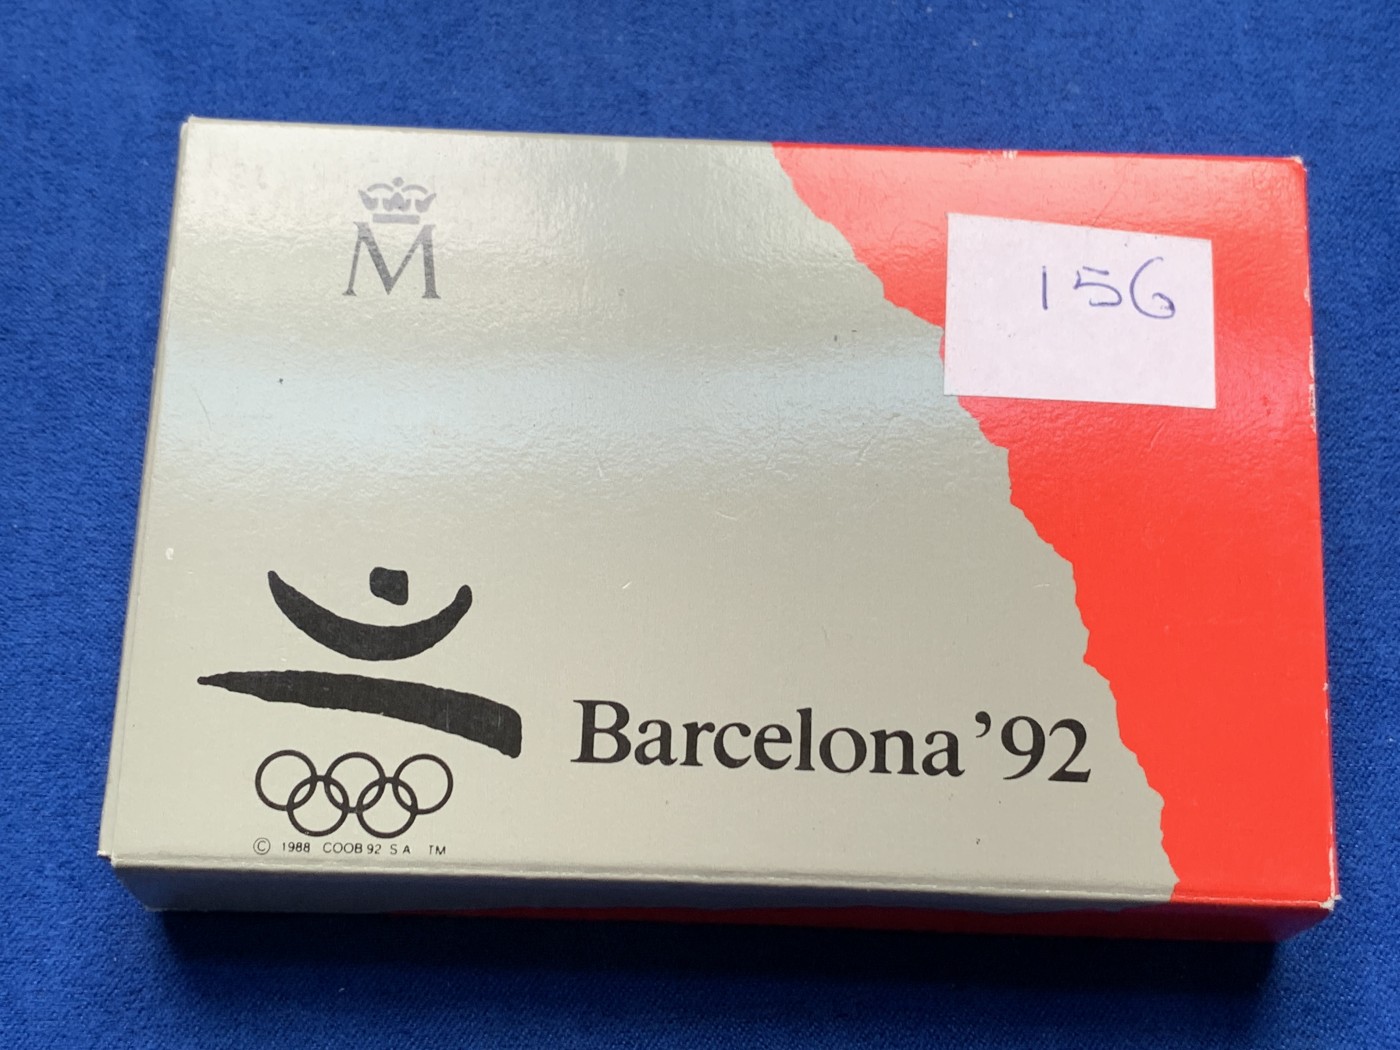 M
156
Barcelona '92
© 1988 COOB 92 S A TM